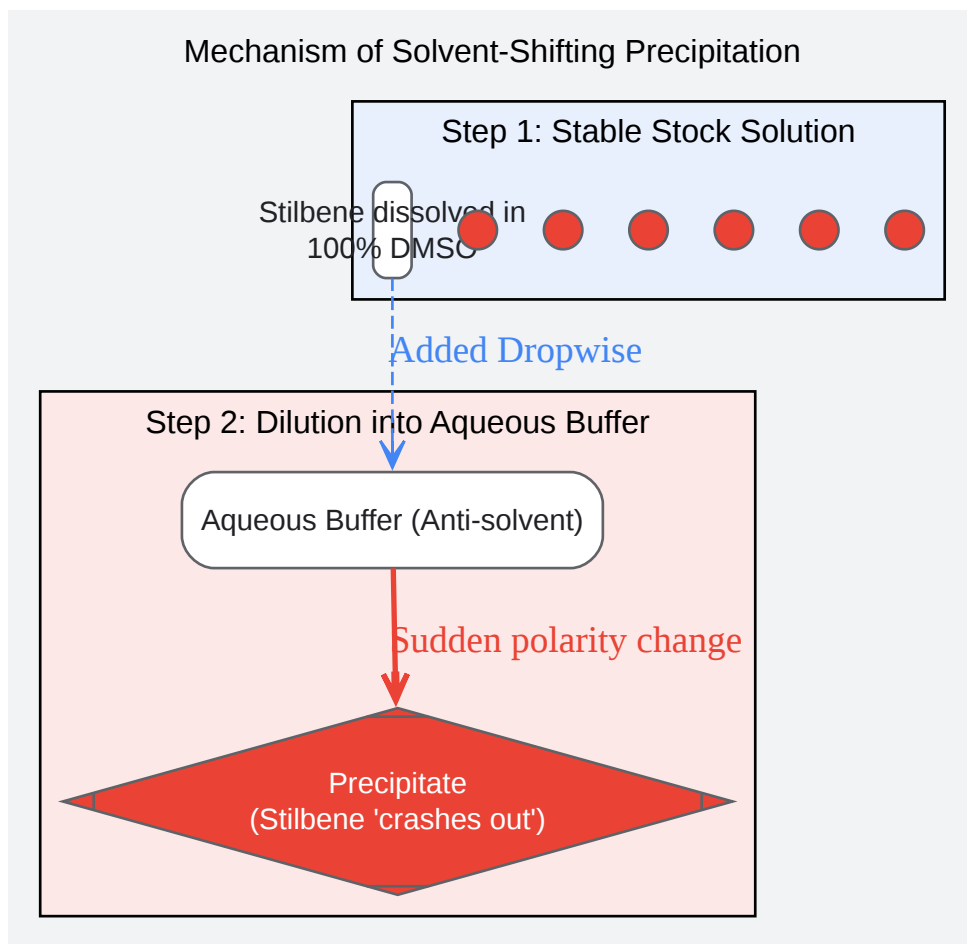 Mechanism of Solvent-Shifting Precipitation
Step 1: Stable Stock Solution
Stilbene dissolved in
100% DMSO
Added Dropwise
Step 2: Dilution into Aqueous Buffer
Aqueous Buffer (Anti-solvent)
Sudden polarity change
Precipitate
(Stilbene 'crashes out')